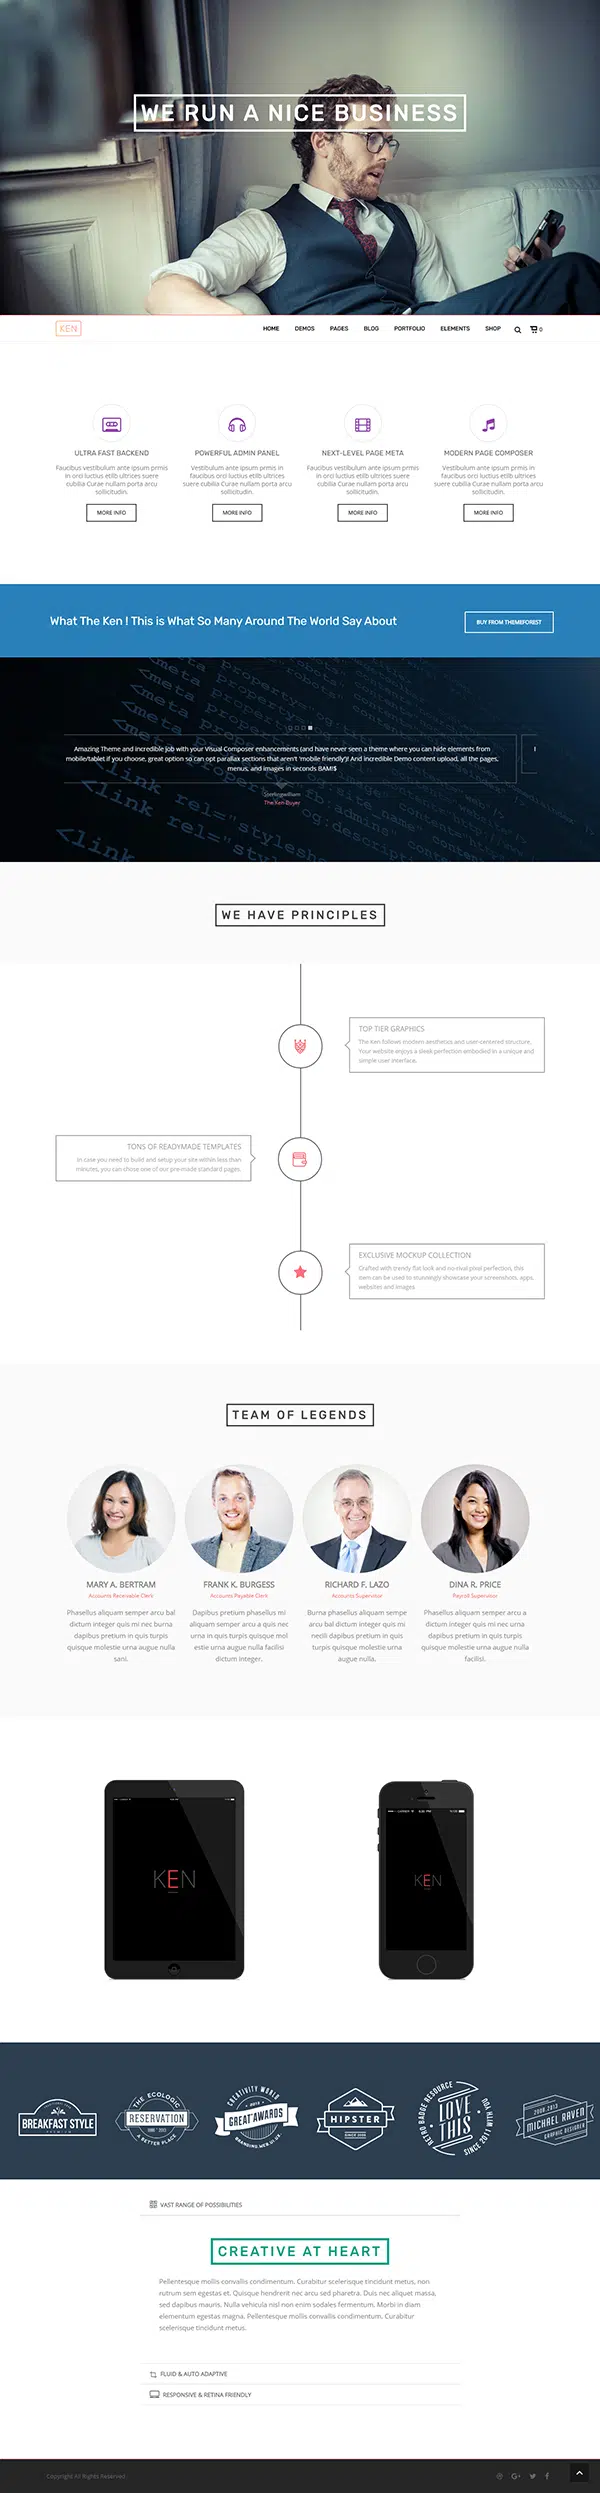 WE RUN A NICE BUSINESS
KEN
HOME DEMOS PAGES BLOG PORTFOLIO ELEMENTS SHOP 0
ULTRA FAST BACKEND
Faucibus vestibulum ante ipsum prmis
in orci luctus etilb ultrices suere
cubilia Curae nullam porta arcu
sollicitudin.
MORE INFO
POWERFUL ADMIN PANEL
Vestibulum ante ipsum prmis in
faucibus orci luctus etilb ultrices
suere cubilia Curae nullam porta arcu
sollicitudin.
MORE INFO
NEXT-LEVEL PAGE META
Faucibus vestibulum ante ipsum prmis
in orci luctus etilb ultrices suere
cubilia Curae nullam porta arcu
sollicitudin.
MORE INFO
MODERN PAGE COMPOSER
Vestibulum ante ipsum prmis in
faucibus orci luctus etilb ultrices
suere cubilia Curae nullam porta arcu
sollicitudin.
MORE INFO
What The Ken ! This is What So Many Around The World Say About
BUY FROM THEMEFOREST
Amazing Theme and incredible job with your Visual Composer enhancements (and have never seen a theme where you can hide elements from
mobile/tablet if you choose, great option so can opt parallax sections that aren't 'mobile friendly')! And incredible Demo content upload, all the pages,
menus, and images in seconds BAM!$
Sperlingwilliam
The Ken Buyer
WE HAVE PRINCIPLES
TOP TIER GRAPHICS
The Ken follows modern aesthetics and user-centered structure,
Your website enjoys a sleek perfection embodied in a unique and
simple user interface.
TONS OF READYMADE TEMPLATES
In case you need to build and setup your site within less than
minutes, you can shose one of our pre-made standard pages.
EXCLUSIVE MOCKUP COLLECTION
Crafted with trendy flat look and no-rival pixel perfection, this
item can be used to stunningly showcase your screenshots, apps,
websites and images
TEAM OF LEGENDS
MARY A. BERTRAM
Accounts Receivable Clerk
Phasellus aliquam semper arcu bal
dictum integer quis mi nec burna
dapibus pretium in quis turpis
quisque molestie urna augue nulla
sani.
FRANK K. BURGESS
Accounts Payable Clerk
Dapibus pretium phasellus mi
aliquam semper arcu a quis nec
urna in quis turpis quisque mol
estie urna augue nulla facilisi
dictum integer.
RICHARD F. LAZO
Accounts Supervisor
Burna phasellus aliquam sempe
arcu bal dictum integer quis mi
necili dapibus pretium in quis
turpis quisque molestie urna
augue nulla.
DINA R. PRICE
Payroll Supervisor
Phasellus aliquam semper arcu a
dictum integer quis mi nec urna
dapibus pretium in quis turpis
quisque molestie urna augue nulla
facilisi.
KEN
KEN
BREAKFAST STYLE
PREMIUM
THE ECOLOGIC
RESERVATION
A BETTER PLACE
CREATIVITY WORLD
2013
GREAT AWARDS
BRANDING, WEB, UI, UX
HIPSTER
SINCE 2005
RETRO BADGE RESOURCE
LOVE THIS
SINCE 2011 WITH YOU
2008-2013
MICHAEL RAVEN
GRAPHIC DESIGNER
VAST RANGE OF POSSIBILITIES
CREATIVE AT HEART
Pellentesque mollis convallis condimentum. Curabitur scelerisque tincidunt metus, non
rutrum sem egestas et. Quisque hendrerit nec arcu sed pharetra. Duis nec aliquet massa,
sed dapibus mauris. Nulla vehicula nisl non enim sodales fermentum. Morbi in diam
elementum egestas magna. Pellentesque mollis convallis condimentum. Curabitur
scelerisque tincidunt metus.
FLUID & AUTO ADAPTIVE
RESPONSIVE & RETINA FRIENDLY
Copyright All Rights Reserved